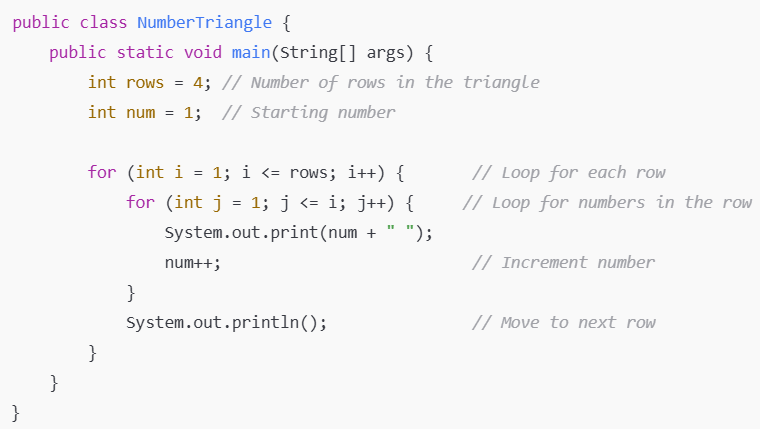 public class NumberTriangle {
    public static void main(String[] args) {
        int rows = 4; // Number of rows in the triangle
        int num = 1;  // Starting number

        for (int i = 1; i <= rows; i++) {       // Loop for each row
            for (int j = 1; j <= i; j++) {     // Loop for numbers in the row
                System.out.print(num + " ");
                num++;                          // Increment number
            }
            System.out.println();               // Move to next row
        }
    }
}